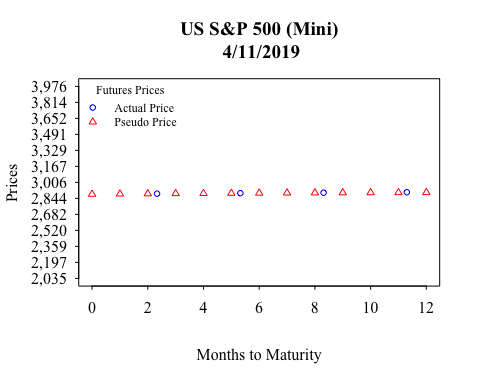 US S&P 500 (Mini)
4/11/2019
Futures Prices
Actual Price
Pseudo Price
Prices
3,976
3,814
3,652
3,491
3,329
3,167
3,006
2,844
2,682
2,520
2,359
2,197
2,035
0 2 4 6 8 10 12
Months to Maturity